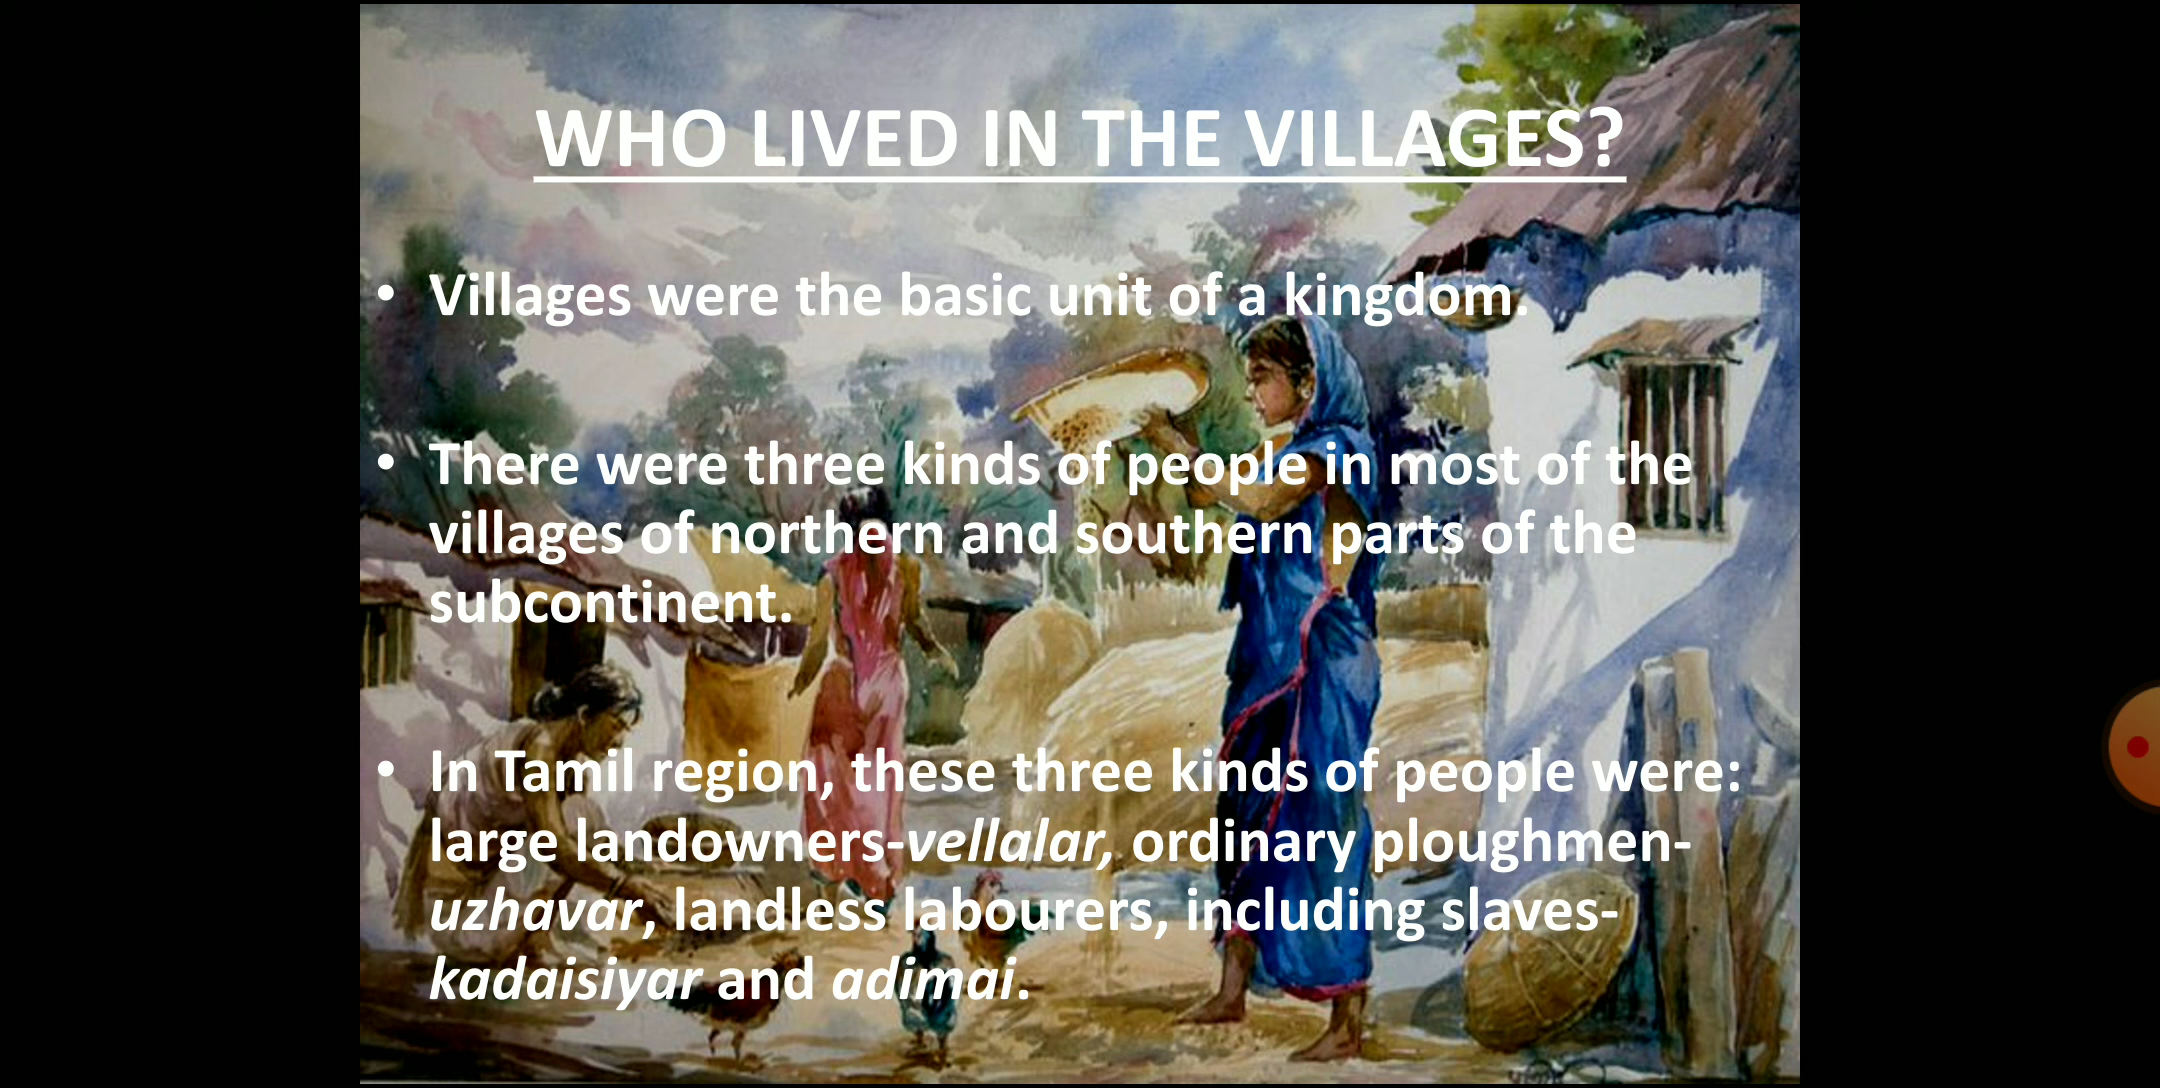 WHO LIVED IN THE VILLAGES?
• Villages were the basic unit of a kingdom.
• There were three kinds of people in most of the
villages of northern and southern parts of the
subcontinent.
• In Tamil region, these three kinds of people were:
large landowners-vellalar, ordinary ploughmen-
uzhavar, landless labourers, including slaves-
kadaisiyar and adimai.